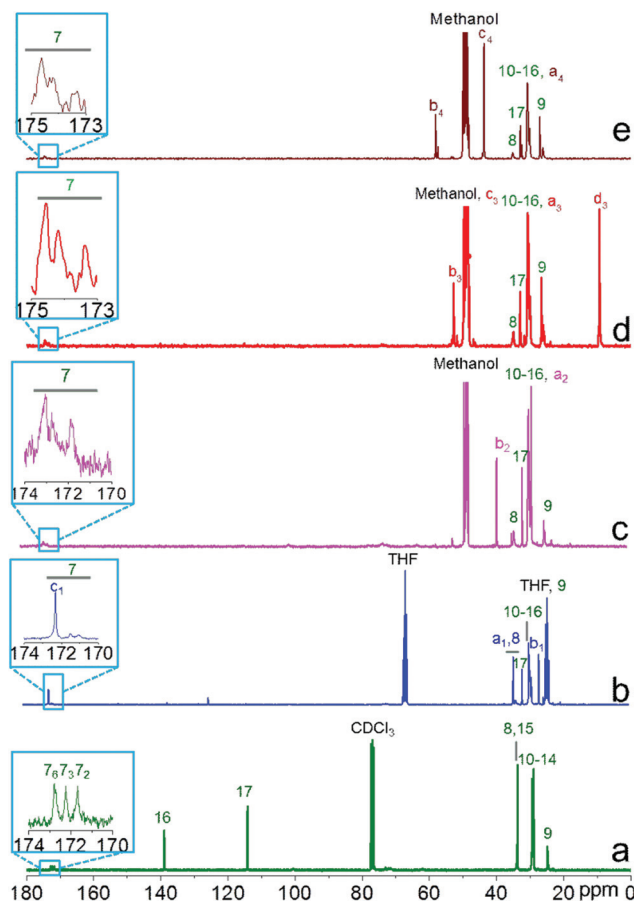 Methanol
c4
7
10-16, a4
b4
17
9
8
e
175 173
Methanol, c3
10-16, a3
d3
7
b3
17
9
8
d
175 173
Methanol
10-16, a2
7
b2
17
8
9
c
174 172 170
THF
THF, 9
7
c1
10-16
a1,8
b1
17
b
174 172 170
CDCl3
8,15
76 73 72
10-14
17
16
9
a
174 172 170
180 160 140 120 100 80 60 40 20 ppm 0